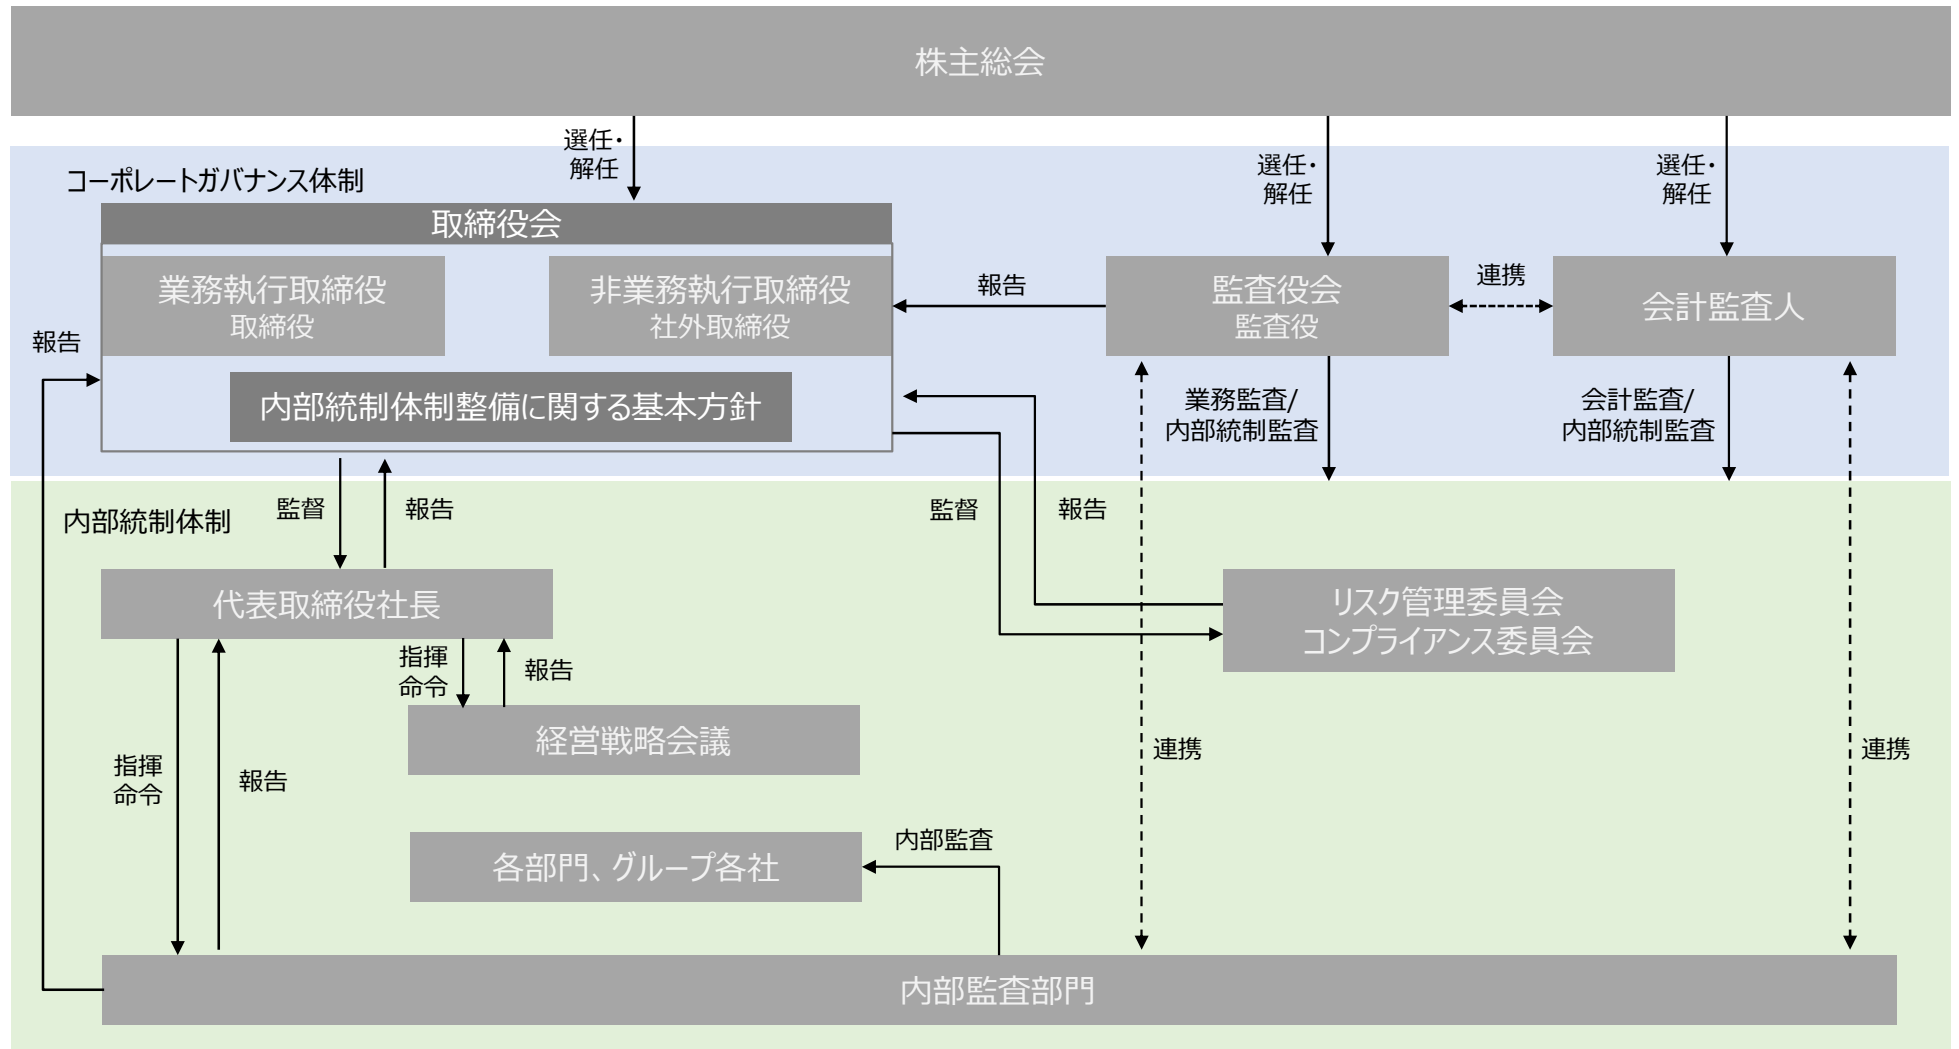 株主総会
選任・
解任
選任・
解任
選任・
解任
コーポレートガバナンス体制
取締役会
業務執行取締役
取締役
非業務執行取締役
社外取締役
報告
監査役会
監査役
連携
会計監査人
報告
内部統制体制整備に関する基本方針
業務監査/
内部統制監査
会計監査/
内部統制監査
内部統制体制
監督
報告
監督
報告
代表取締役社長
リスク管理委員会
コンプライアンス委員会
指揮
命令
報告
経営戦略会議
指揮
命令
報告
連携
連携
各部門、グループ各社
内部監査
内部監査部門